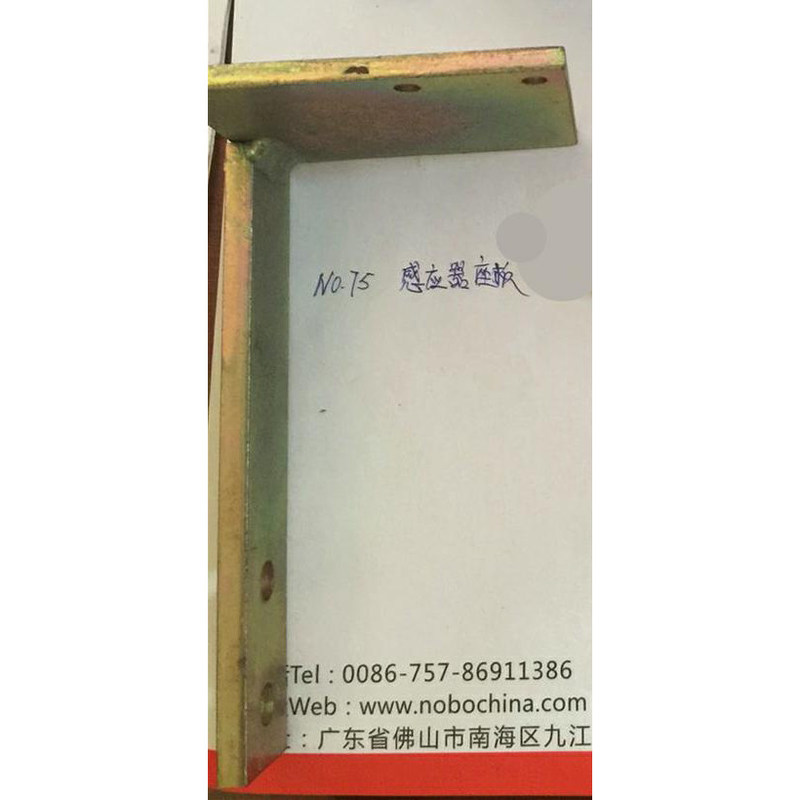 No.75 感应器座板
Tel : 0086-757-86911386
Web : www.nobochina.com
: 广东省佛山市南海区九江